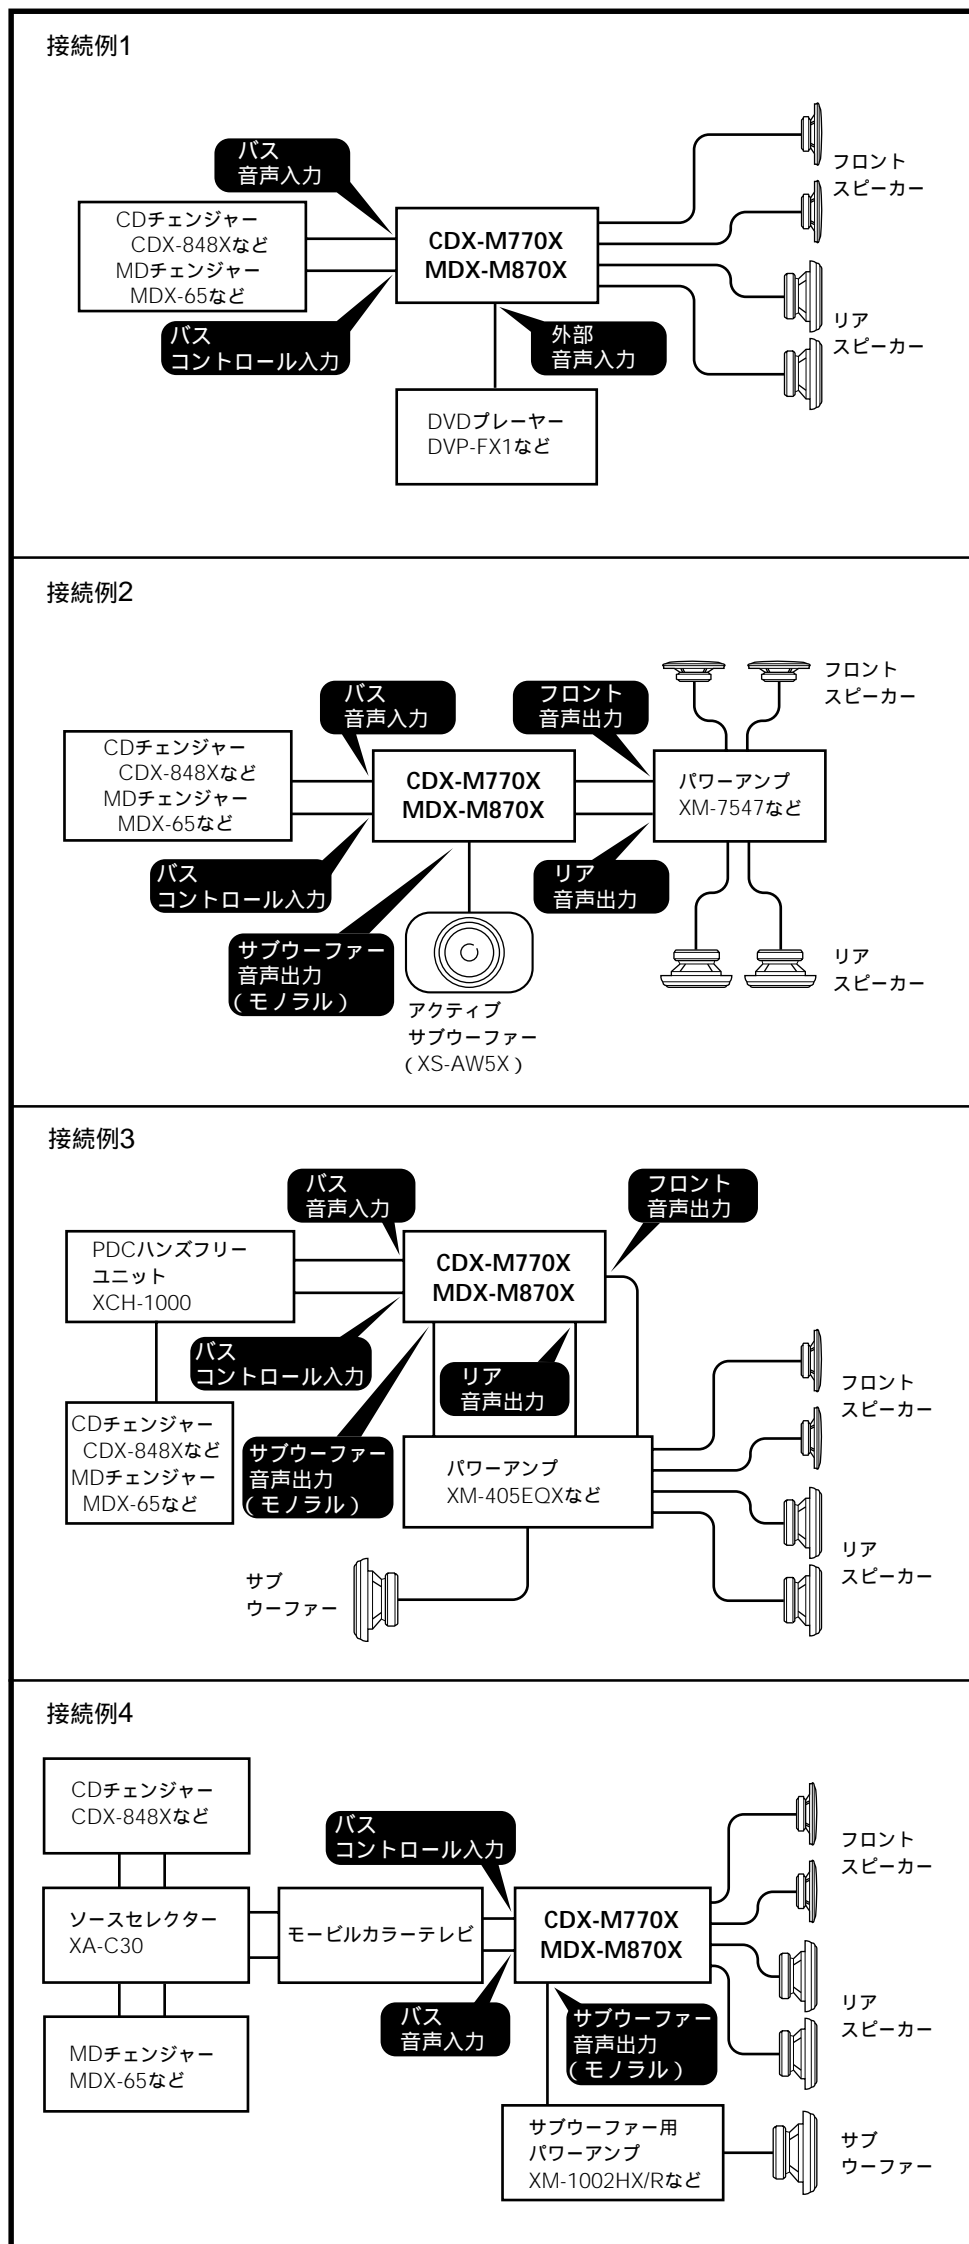 接続例1
バス
音声入力
フロント
スピーカー
CDチェンジャー
CDX-848Xなど
MDチェンジャー
MDX-65など
CDX-M770X
MDX-M870X
バス
コントロール入力
外部
音声入力
リア
スピーカー
DVDプレーヤー
DVP-FX1など
接続例2
バス
音声入力
フロント
音声出力
フロント
スピーカー
CDチェンジャー
CDX-848Xなど
MDチェンジャー
MDX-65など
CDX-M770X
MDX-M870X
パワーアンプ
XM-7547など
バス
コントロール入力
リア
音声出力
サブウーファー
音声出力
(モノラル)
リア
スピーカー
アクティブ
サブウーファー
(XS-AW5X)
接続例3
バス
音声入力
フロント
音声出力
PDCハンズフリー
ユニット
XCH-1000
CDX-M770X
MDX-M870X
バス
コントロール入力
リア
音声出力
フロント
スピーカー
CDチェンジャー
CDX-848Xなど
MDチェンジャー
MDX-65など
サブウーファー
音声出力
(モノラル)
パワーアンプ
XM-405EQXなど
リア
スピーカー
サブ
ウーファー
接続例4
CDチェンジャー
CDX-848Xなど
バス
コントロール入力
フロント
スピーカー
ソースセレクター
XA-C30
モービルカラーテレビ
CDX-M770X
MDX-M870X
バス
音声入力
サブウーファー
音声出力
(モノラル)
リア
スピーカー
MDチェンジャー
MDX-65など
サブウーファー用
パワーアンプ
XM-1002HX/Rなど
サブ
ウーファー